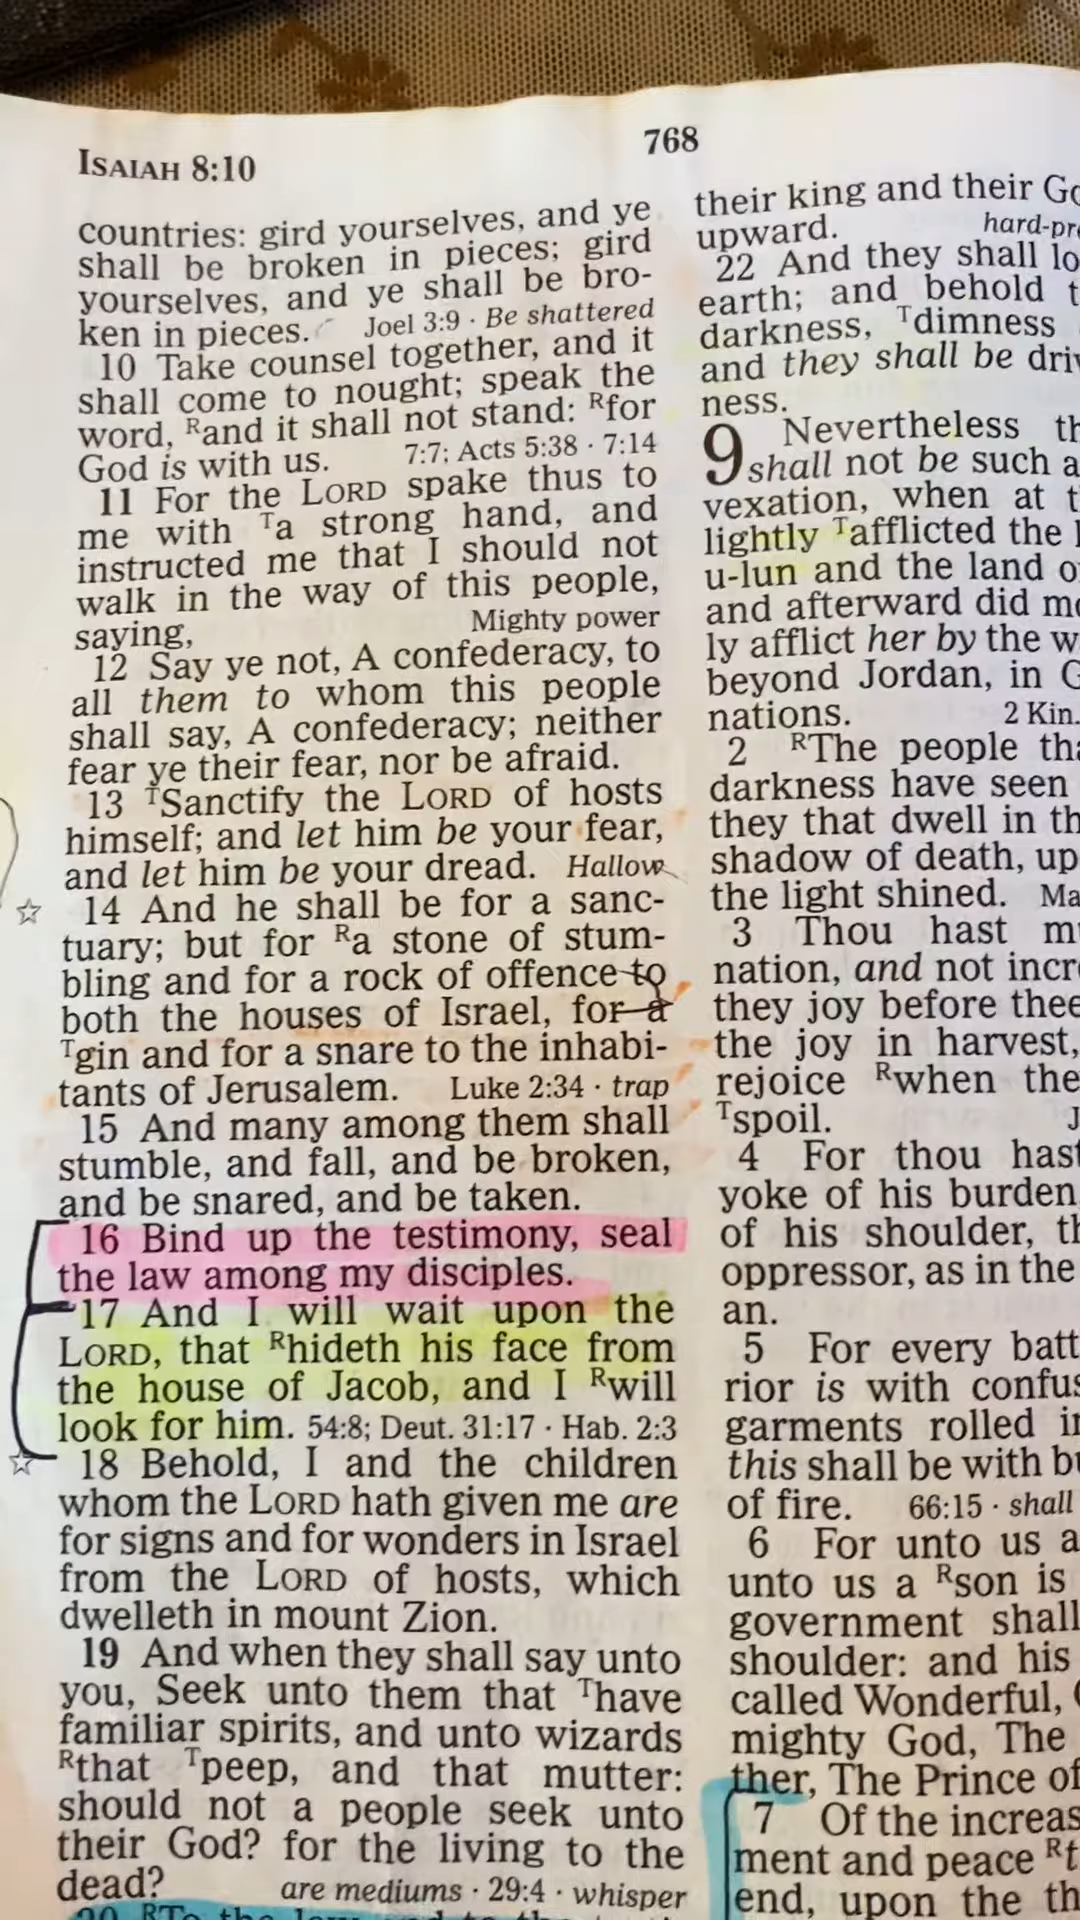 ISAIAH 8:10
768
countries: gird yourselves, and ye
shall be broken in pieces; gird
yourselves, and ye shall be bro-
ken in pieces. Joel 3:9 · Be shattered
10 Take counsel together, and it
shall come to nought; speak the
word, Rand it shall not stand: Rfor
God is with us. 7:7; Acts 5:38 · 7:14
11 For the LORD spake thus to
me with Ta strong hand, and
instructed me that I should not
walk in the way of this people,
saying, Mighty power
12 Say ye not, A confederacy, to
all them to whom this people
shall say, A confederacy; neither
fear ye their fear, nor be afraid.
13 TSanctify the LORD of hosts
himself; and let him be your fear,
and let him be your dread. Hallow
☆ 14 And he shall be for a sanc-
tuary; but for Ra stone of stum-
bling and for a rock of offence to
both the houses of Israel, for a
Tgin and for a snare to the inhabi-
tants of Jerusalem. Luke 2:34 · trap
15 And many among them shall
stumble, and fall, and be broken,
and be snared, and be taken.
16 Bind up the testimony, seal
the law among my disciples.
17 And I will wait upon the
LORD, that Rhideth his face from
the house of Jacob, and I Rwill
look for him. 54:8; Deut. 31:17 · Hab. 2:3
☆ 18 Behold, I and the children
whom the LORD hath given me are
for signs and for wonders in Israel
from the LORD of hosts, which
dwelleth in mount Zion.
19 And when they shall say unto
you, Seek unto them that Thave
familiar spirits, and unto wizards
Rthat Tpeep, and that mutter:
should not a people seek unto
their God? for the living to the
dead? are mediums · 29:4 · whisper
20 RTo the law and to the
their king and their
upward.
22 And they shall
earth; and behold
darkness, Tdimness
and they shall be
ness.
9 Nevertheless
shall not be such a
vexation, when at
lightly Tafflicted the
u-lun and the land
and afterward did
ly afflict her by the
beyond Jordan, in
nations. 2 Kin.
2 RThe people
darkness have seen
they that dwell in
shadow of death,
the light shined.
3 Thou hast
nation, and not
they joy before thee
the joy in harvest,
rejoice Rwhen the
Tspoil.
4 For thou
yoke of his burden
of his shoulder,
oppressor, as in the
an.
5 For every
rior is with
garments rolled
this shall be with
of fire. 66:15 · shall
6 For unto us a
unto us a Rson is
government shall
shoulder: and his
called Wonderful,
mighty God, The
ther, The Prince of
7 Of the
ment and peace
end, upon the